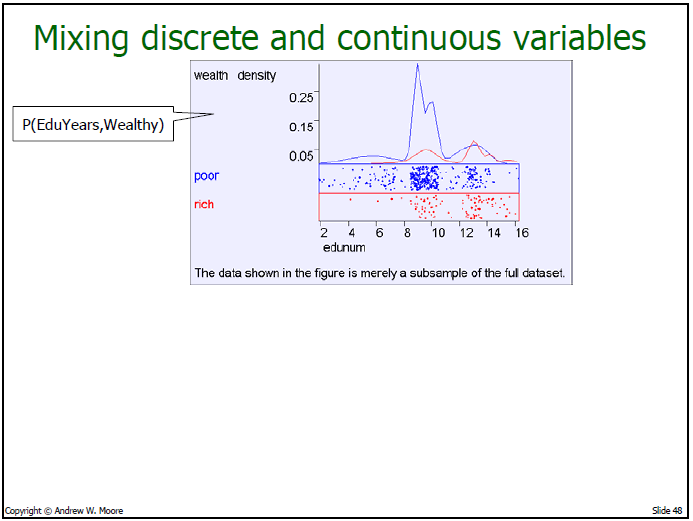 Mixing discrete and continuous variables
wealth density
P(EduYears,Wealthy)
0.25
0.15
0.05
poor
rich
2 4 6 8 10 12 14 16
edunum
The data shown in the figure is merely a subsample of the full dataset.
Copyright © Andrew W. Moore
Slide 48